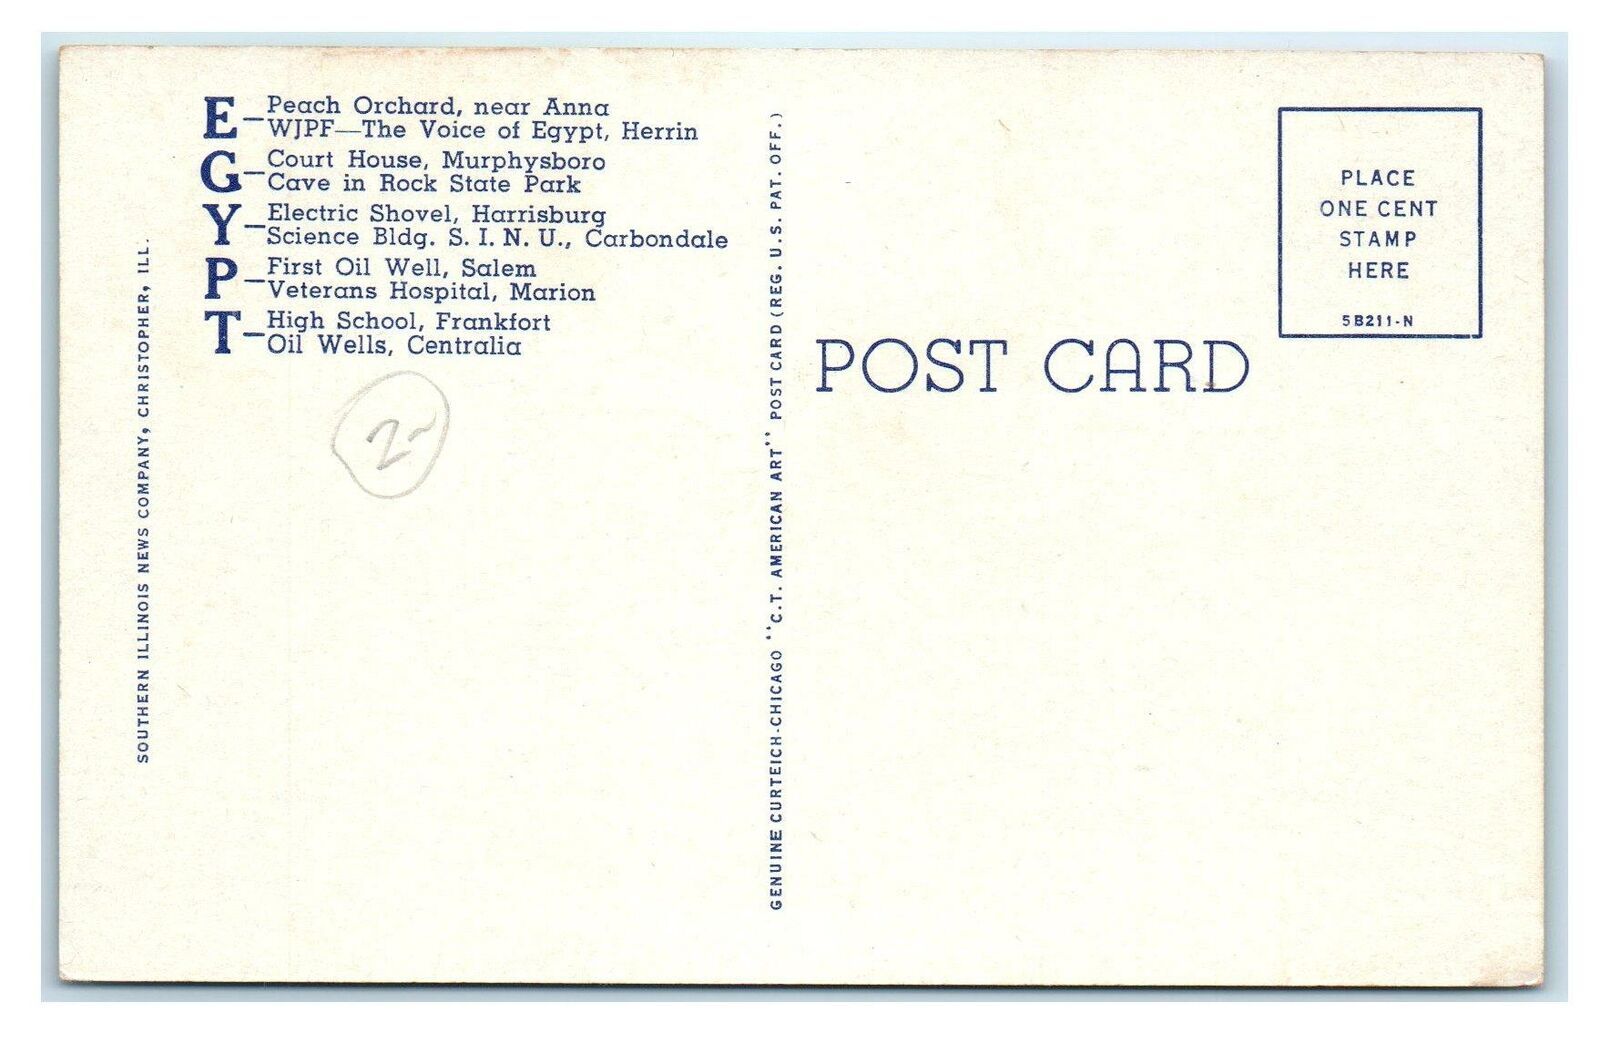 E—Peach Orchard, near Anna
WJPF—The Voice of Egypt, Herrin
G—Court House, Murphysboro
Cave in Rock State Park
Y—Electric Shovel, Harrisburg
Science Bldg. S. I. N. U., Carbondale
P—First Oil Well, Salem
Veterans Hospital, Marion
T—High School, Frankfort
Oil Wells, Centralia
2-
SOUTHERN ILLINOIS NEWS COMPANY, CHRISTOPHER, ILL.
GENUINE CURTEICH-CHICAGO "C.T. AMERICAN ART" POST CARD (REG. U.S. PAT. OFF.)
POST CARD
PLACE
ONE CENT
STAMP
HERE
5B211-N